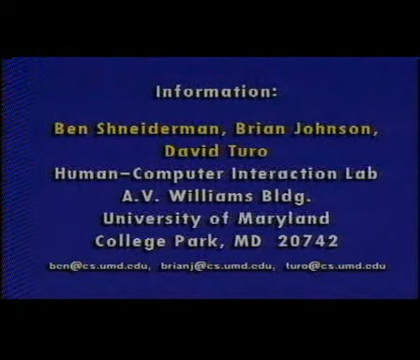 Information:
Ben Shneiderman, Brian Johnson,
David Turo
Human-Computer Interaction Lab
A.V. Williams Bldg.
University of Maryland
College Park, MD 20742
ben@cs.umd.edu, brianj@cs.umd.edu, turo@cs.umd.edu